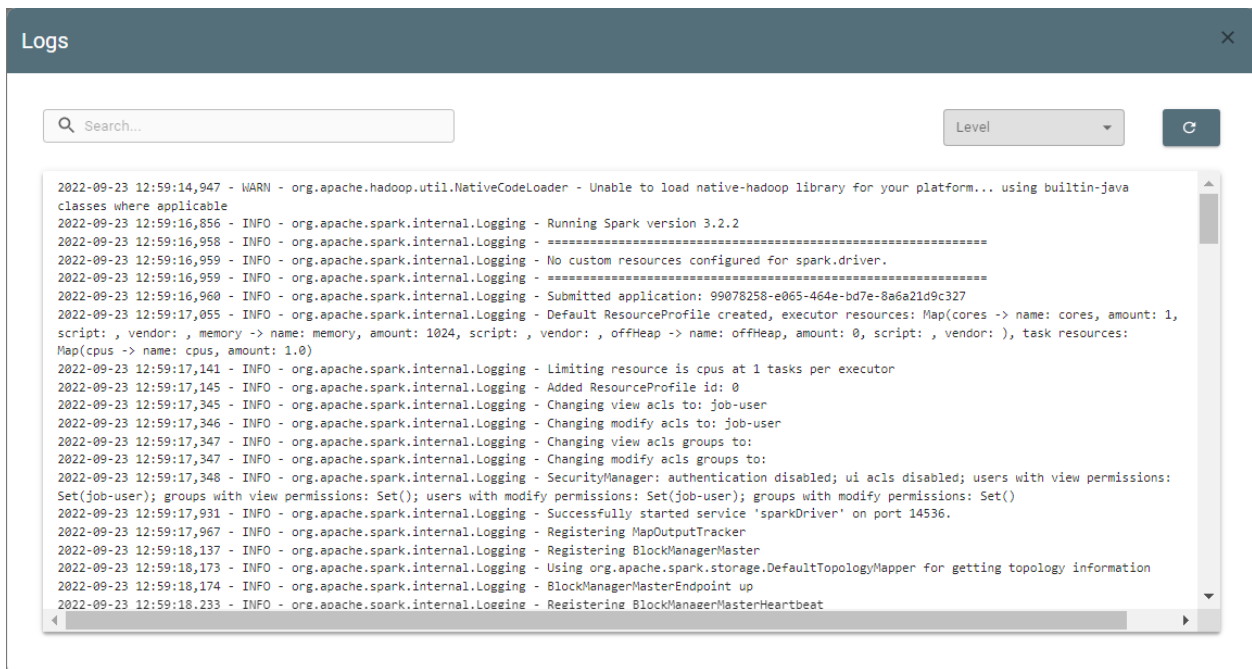 Logs
Search...
Level
2022-09-23 12:59:14,947 - WARN - org.apache.hadoop.util.NativeCodeLoader - Unable to load native-hadoop library for your platform... using builtin-java
classes where applicable
2022-09-23 12:59:16,856 - INFO - org.apache.spark.internal.Logging - Running Spark version 3.2.2
2022-09-23 12:59:16,958 - INFO - org.apache.spark.internal.Logging - ==============================================================
2022-09-23 12:59:16,959 - INFO - org.apache.spark.internal.Logging - No custom resources configured for spark.driver.
2022-09-23 12:59:16,959 - INFO - org.apache.spark.internal.Logging - ==============================================================
2022-09-23 12:59:16,960 - INFO - org.apache.spark.internal.Logging - Submitted application: 99078258-e065-464e-bd7e-8a6a21d9c327
2022-09-23 12:59:17,055 - INFO - org.apache.spark.internal.Logging - Default ResourceProfile created, executor resources: Map(cores -> name: cores, amount: 1,
script: , vendor: , memory -> name: memory, amount: 1024, script: , vendor: , offHeap -> name: offHeap, amount: 0, script: , vendor: ), task resources:
Map(cpus -> name: cpus, amount: 1.0)
2022-09-23 12:59:17,141 - INFO - org.apache.spark.internal.Logging - Limiting resource is cpus at 1 tasks per executor
2022-09-23 12:59:17,145 - INFO - org.apache.spark.internal.Logging - Added ResourceProfile id: 0
2022-09-23 12:59:17,345 - INFO - org.apache.spark.internal.Logging - Changing view acls to: job-user
2022-09-23 12:59:17,346 - INFO - org.apache.spark.internal.Logging - Changing modify acls to: job-user
2022-09-23 12:59:17,347 - INFO - org.apache.spark.internal.Logging - Changing view acls groups to:
2022-09-23 12:59:17,347 - INFO - org.apache.spark.internal.Logging - Changing modify acls groups to:
2022-09-23 12:59:17,348 - INFO - org.apache.spark.internal.Logging - SecurityManager: authentication disabled; ui acls disabled; users with view permissions:
Set(job-user); groups with view permissions: Set(); users with modify permissions: Set(job-user); groups with modify permissions: Set()
2022-09-23 12:59:17,931 - INFO - org.apache.spark.internal.Logging - Successfully started service 'sparkDriver' on port 14536.
2022-09-23 12:59:17,967 - INFO - org.apache.spark.internal.Logging - Registering MapOutputTracker
2022-09-23 12:59:18,137 - INFO - org.apache.spark.internal.Logging - Registering BlockManagerMaster
2022-09-23 12:59:18,173 - INFO - org.apache.spark.internal.Logging - Using org.apache.spark.storage.DefaultTopologyMapper for getting topology information
2022-09-23 12:59:18,174 - INFO - org.apache.spark.internal.Logging - BlockManagerMasterEndpoint up
2022-09-23 12:59:18,233 - INFO - org.apache.spark.internal.Logging - Registering BlockManagerMasterHeartbeat